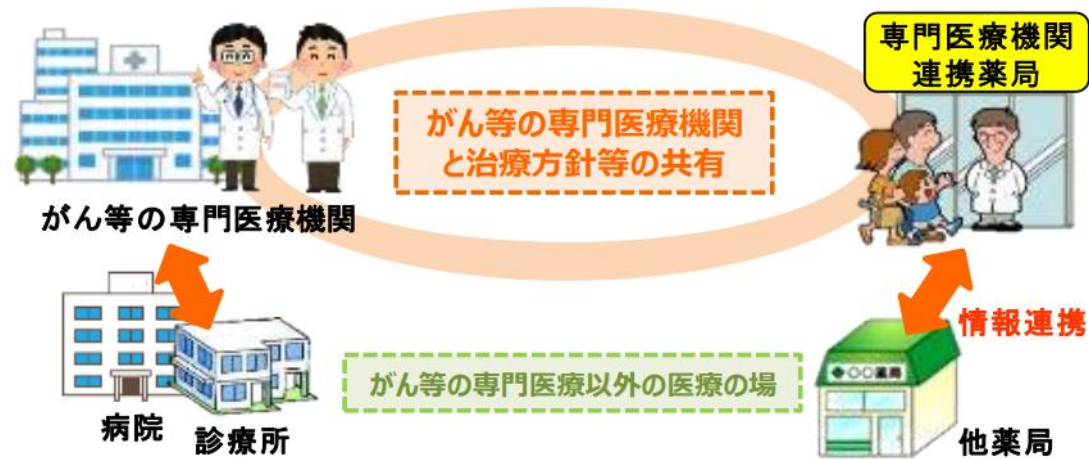 専門医療機関
連携薬局
がん等の専門医療機関
と治療方針等の共有
がん等の専門医療機関
情報連携
○○薬局
がん等の専門医療以外の医療の場
病院
診療所
他薬局